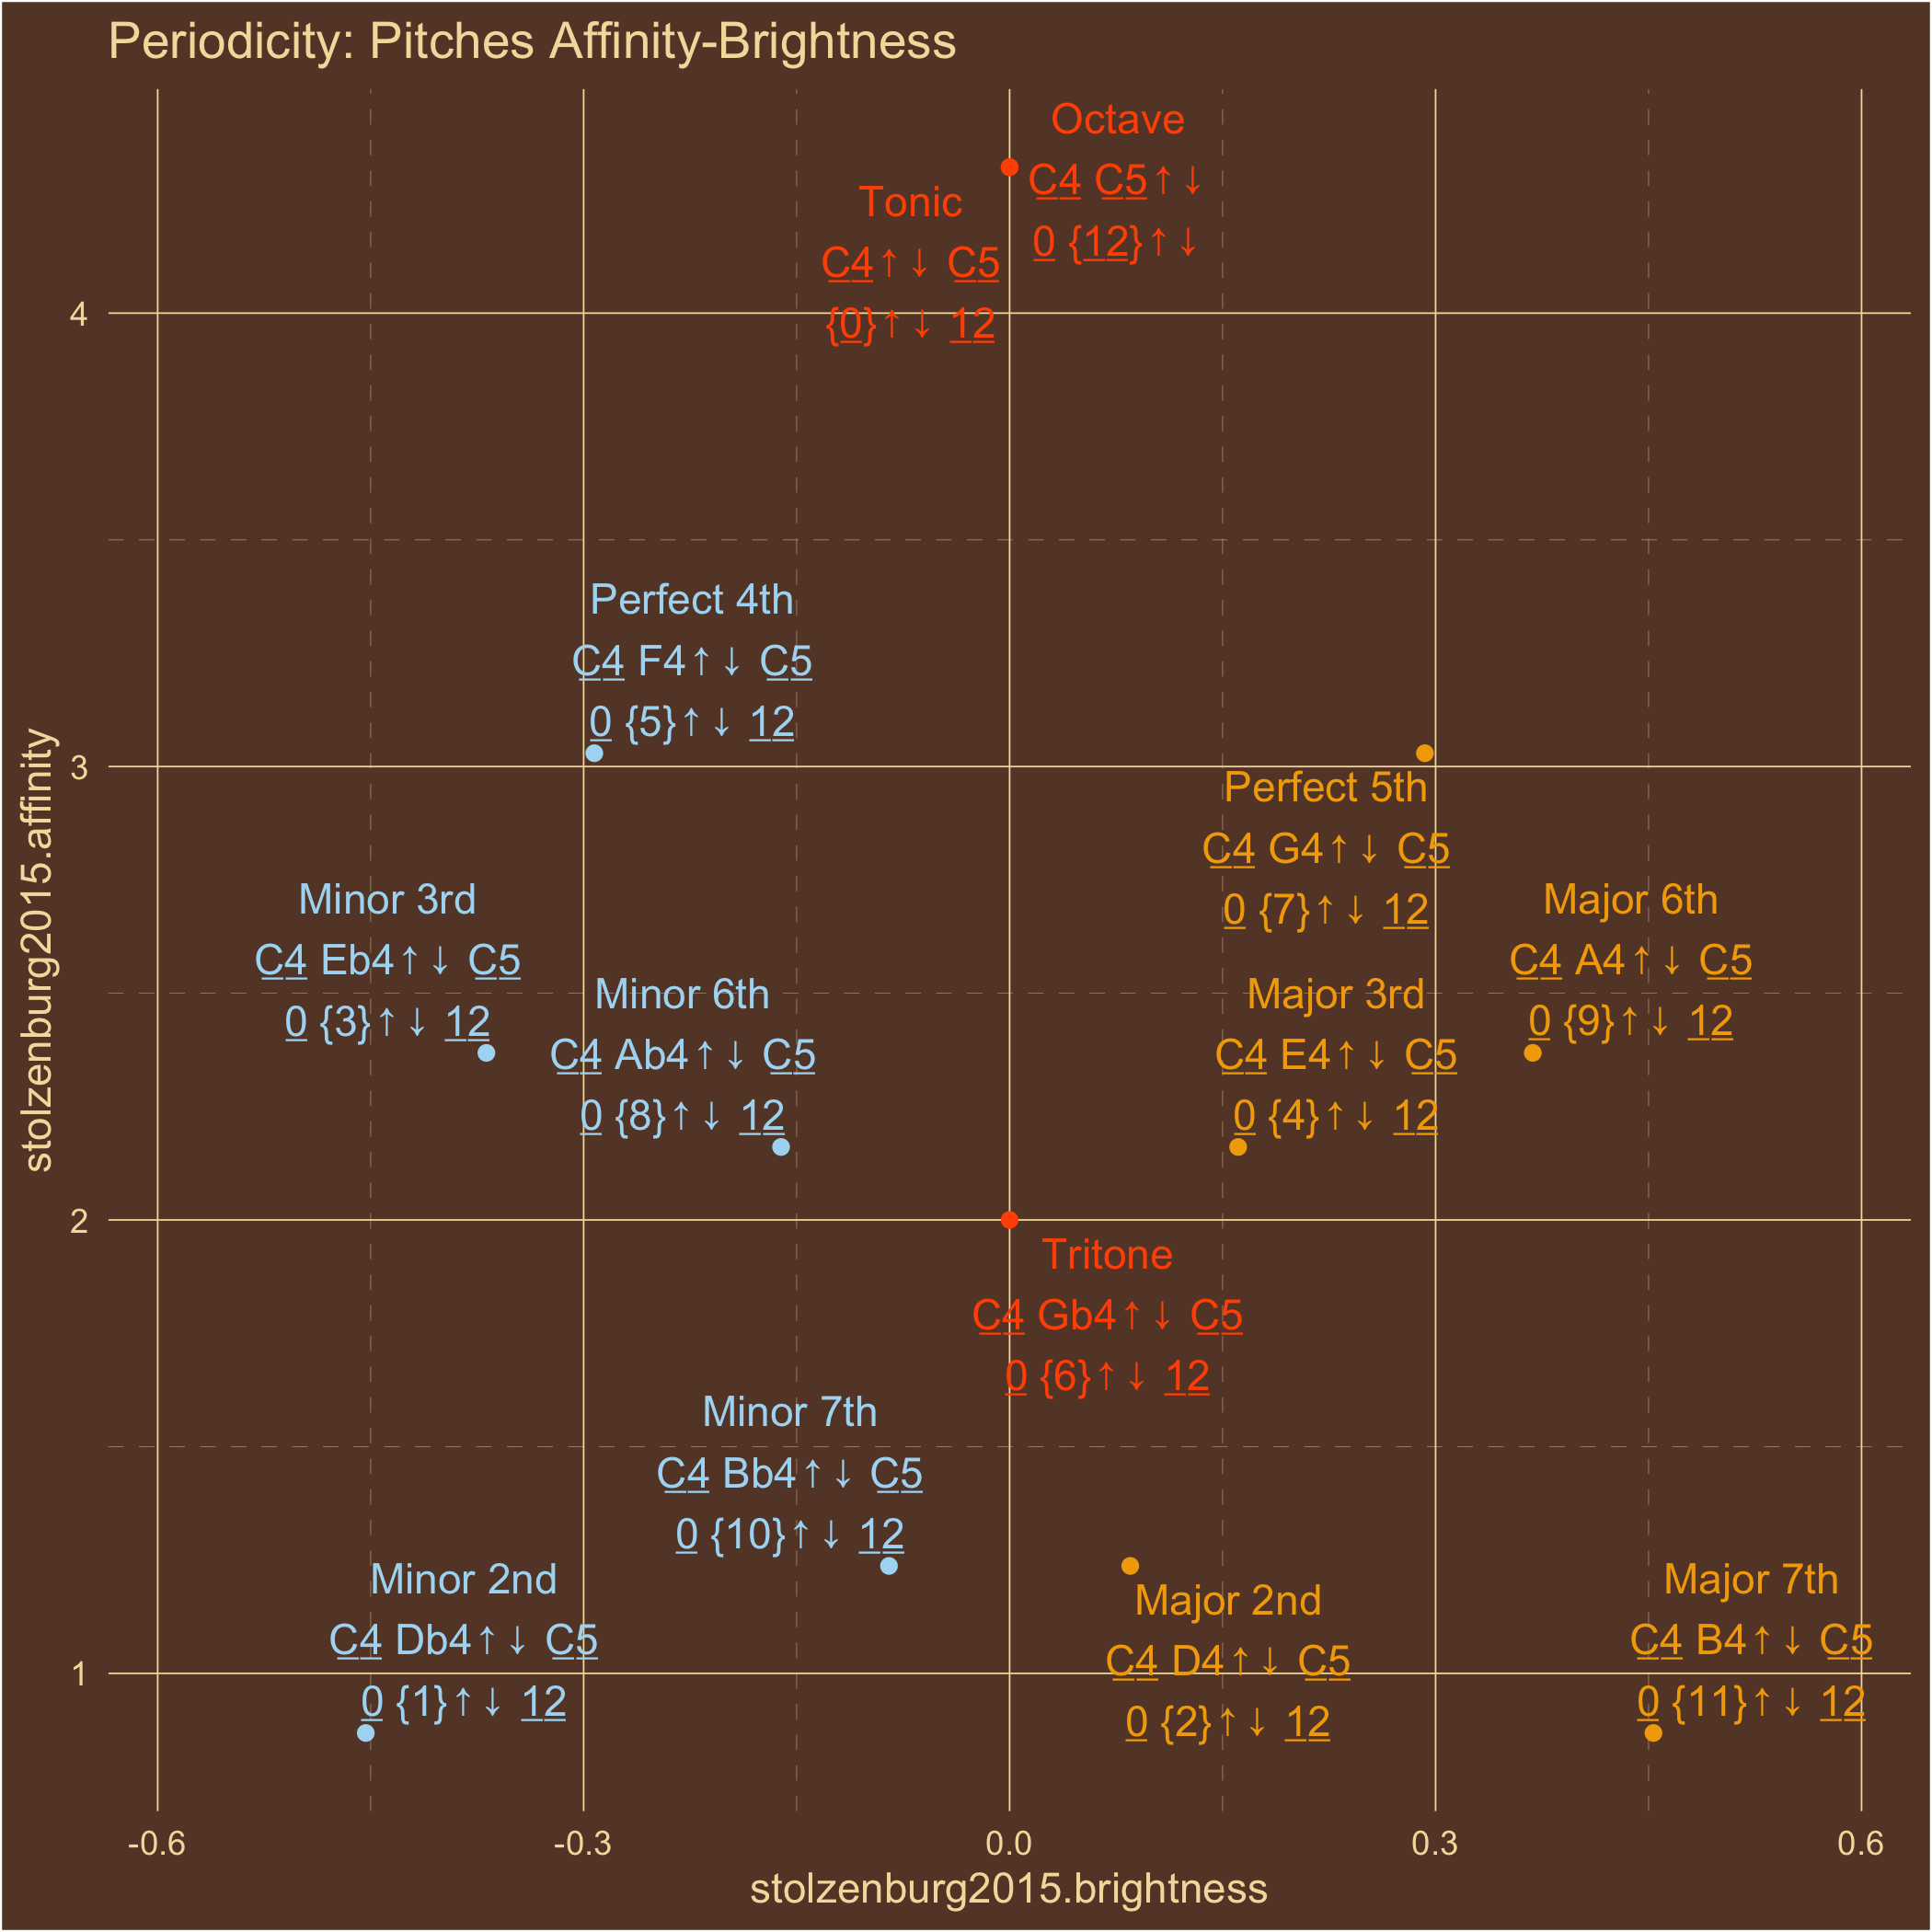 Periodicity: Pitches Affinity-Brightness
Octave
C4 C5↑↓
0 {12}↑↓
Tonic
C4↑↓ C5
{0}↑↓ 12
4
Perfect 4th
C4 F4↑↓ C5
0 {5}↑↓ 12
3
Perfect 5th
C4 G4↑↓ C5
0 {7}↑↓ 12
Minor 3rd
C4 Eb4↑↓ C5
0 {3}↑↓ 12
Major 6th
C4 A4↑↓ C5
0 {9}↑↓ 12
Minor 6th
C4 Ab4↑↓ C5
0 {8}↑↓ 12
Major 3rd
C4 E4↑↓ C5
0 {4}↑↓ 12
stolzenburg2015.affinity
2
Tritone
C4 Gb4↑↓ C5
0 {6}↑↓ 12
Minor 7th
C4 Bb4↑↓ C5
0 {10}↑↓ 12
Minor 2nd
C4 Db4↑↓ C5
0 {1}↑↓ 12
Major 2nd
C4 D4↑↓ C5
0 {2}↑↓ 12
Major 7th
C4 B4↑↓ C5
0 {11}↑↓ 12
1
-0.6 -0.3 0.0 0.3 0.6
stolzenburg2015.brightness